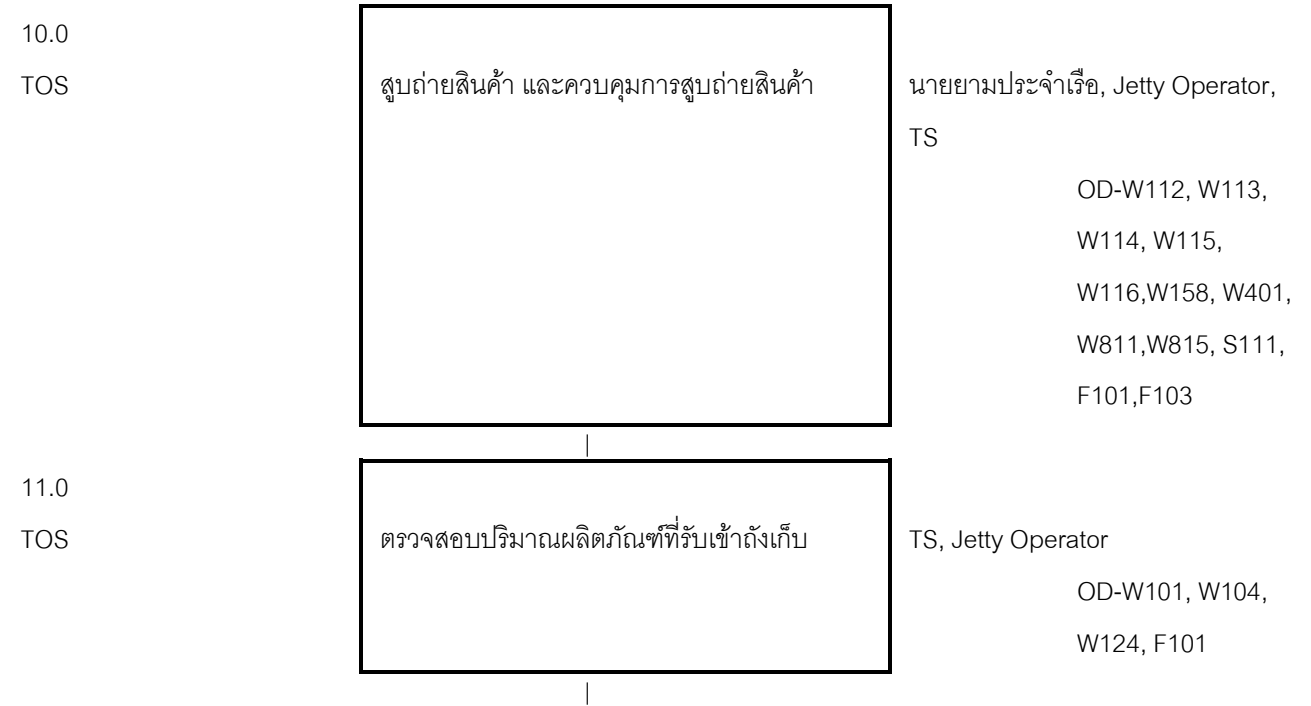 10.0
TOS สูบถ่ายสินค้า และควบคุมการสูบถ่ายสินค้า นายยามประจำเรือ, Jetty Operator,
TS
OD-W112, W113,
W114, W115,
W116,W158, W401,
W811,W815, S111,
F101,F103
11.0
TOS ตรวจสอบปริมาณผลิตภัณฑ์ที่รับเข้าถังเก็บ TS, Jetty Operator
OD-W101, W104,
W124, F101